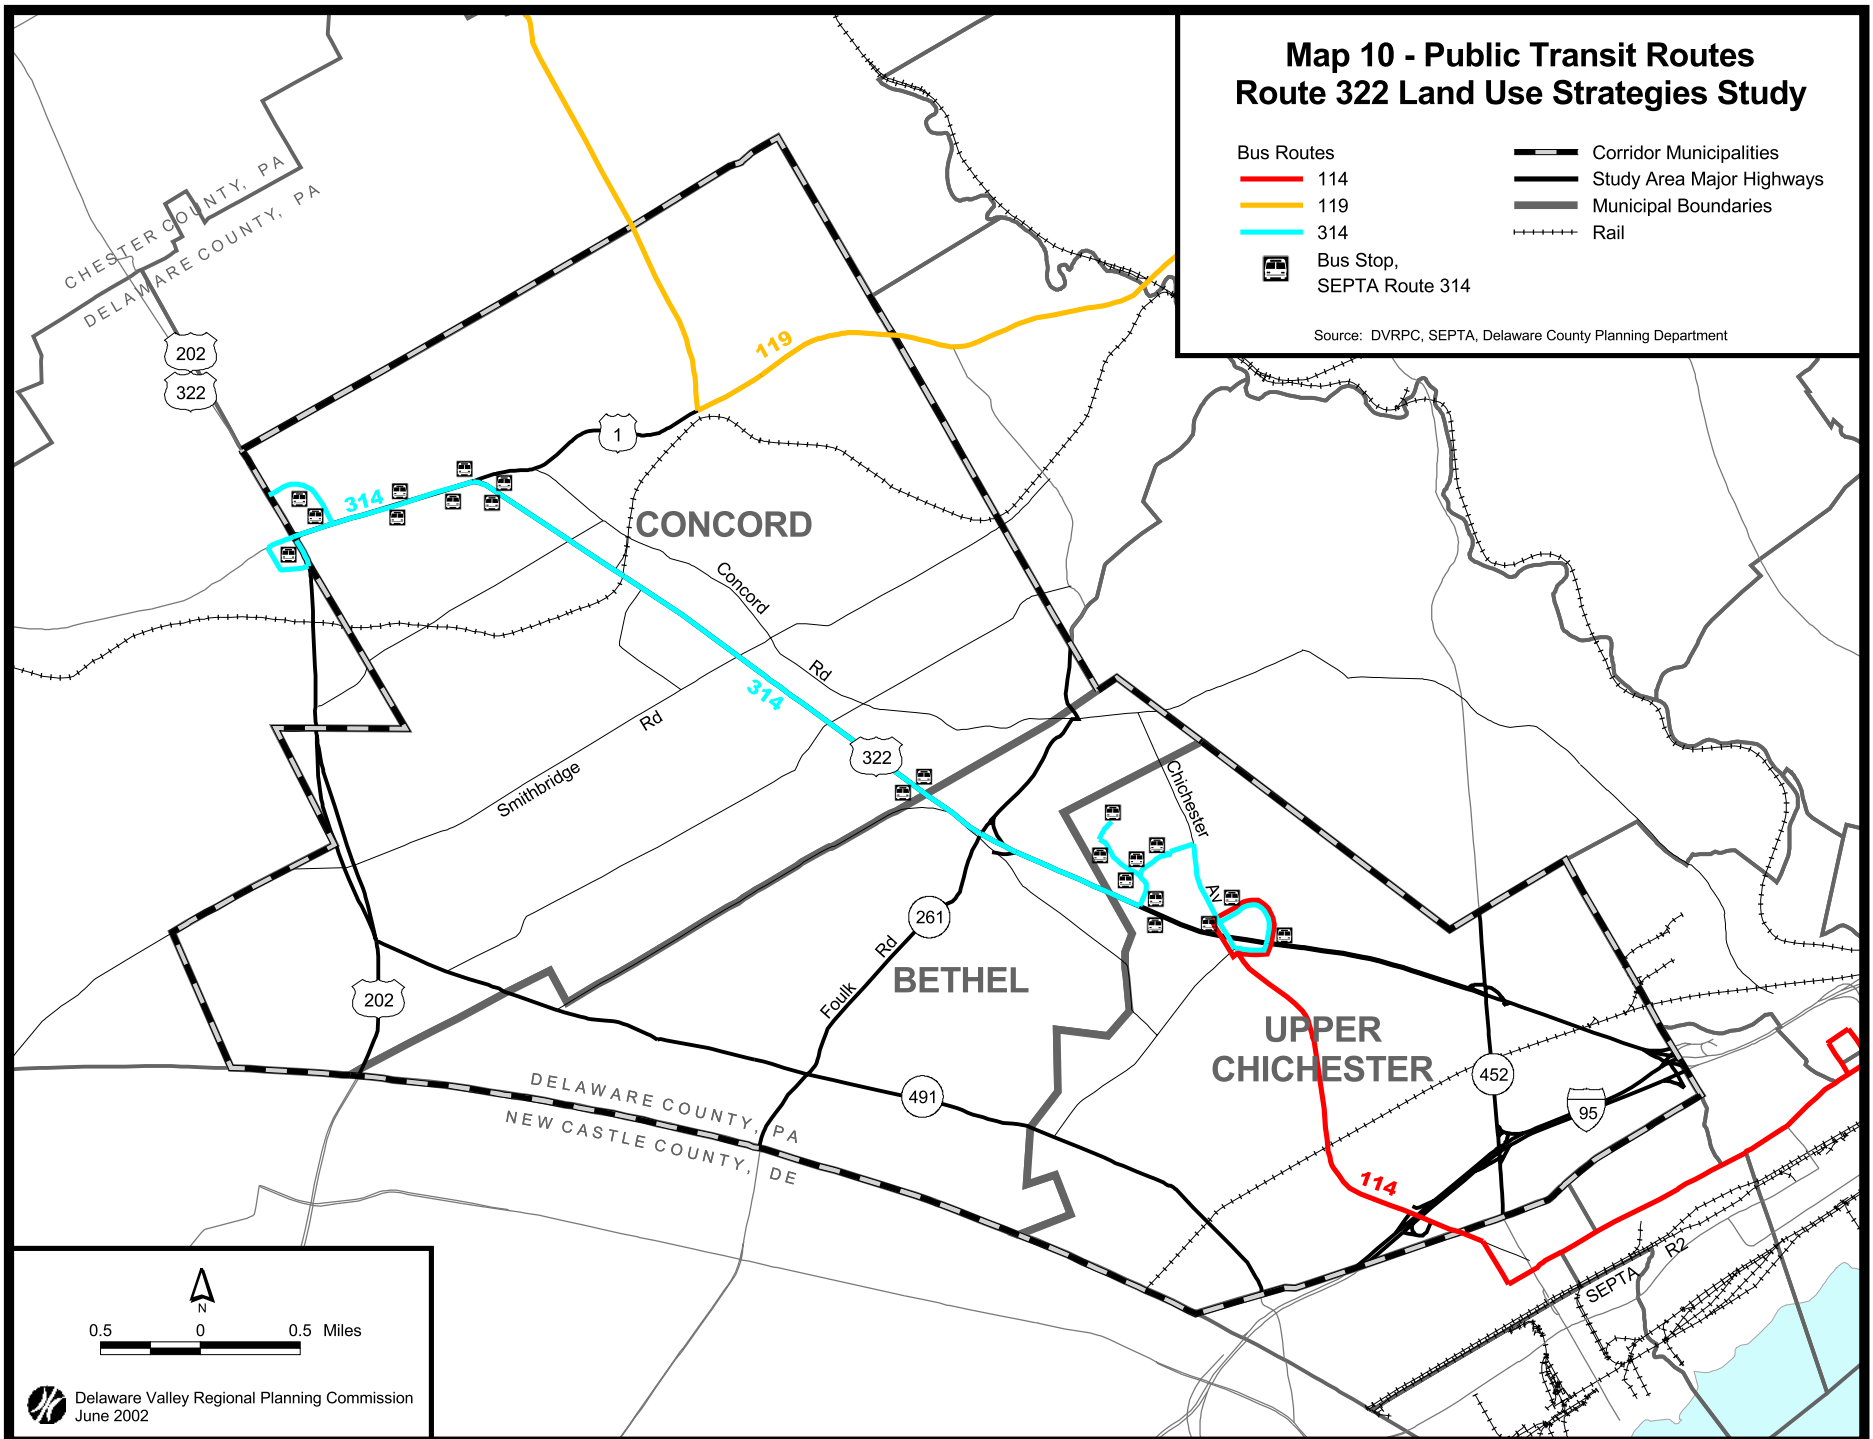 Map 10 - Public Transit Routes
Route 322 Land Use Strategies Study
Bus Routes
114
119
314
Bus Stop,
SEPTA Route 314
Corridor Municipalities
Study Area Major Highways
Municipal Boundaries
Rail
Source: DVRPC, SEPTA, Delaware County Planning Department
CHESTER COUNTY, PA
DELAWARE COUNTY, PA
202
322
119
1
314
CONCORD
Concord
Rd
314
Rd
Smithbridge
322
Chichester
Av
261
Rd
Foulk
BETHEL
202
UPPER
CHICHESTER
452
95
491
DELAWARE COUNTY, PA
NEW CASTLE COUNTY, DE
114
SEPTA
R2
N
0.5 0 0.5 Miles
Delaware Valley Regional Planning Commission
June 2002